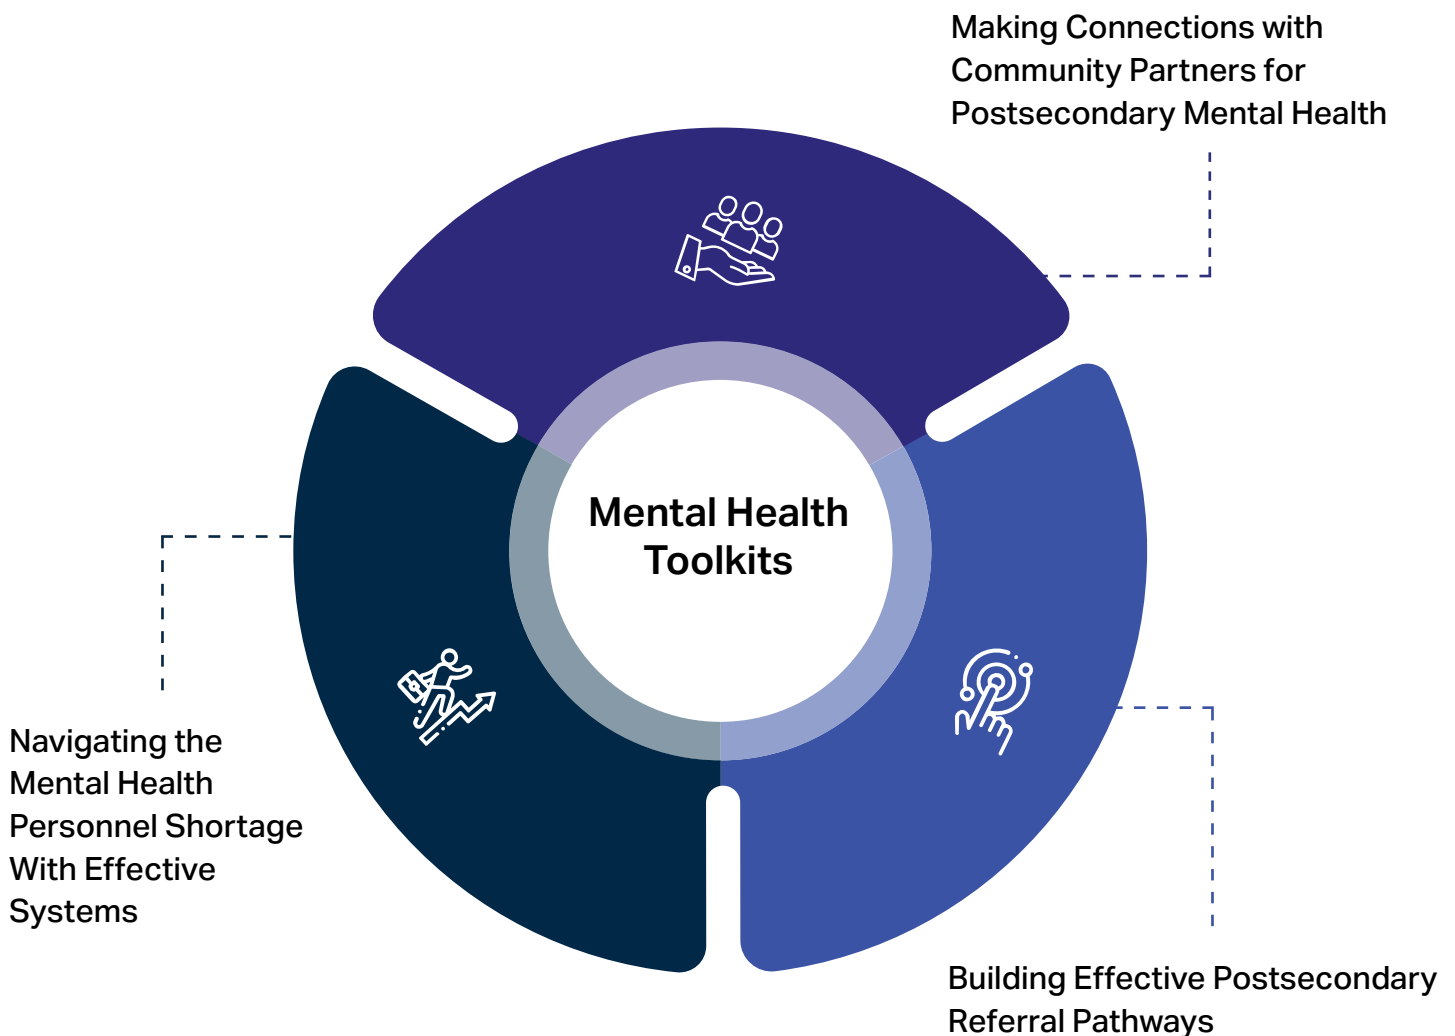 Making Connections with
Community Partners for
Postsecondary Mental Health
Mental Health
Toolkits
Navigating the
Mental Health
Personnel Shortage
With Effective
Systems
Building Effective Postsecondary
Referral Pathways